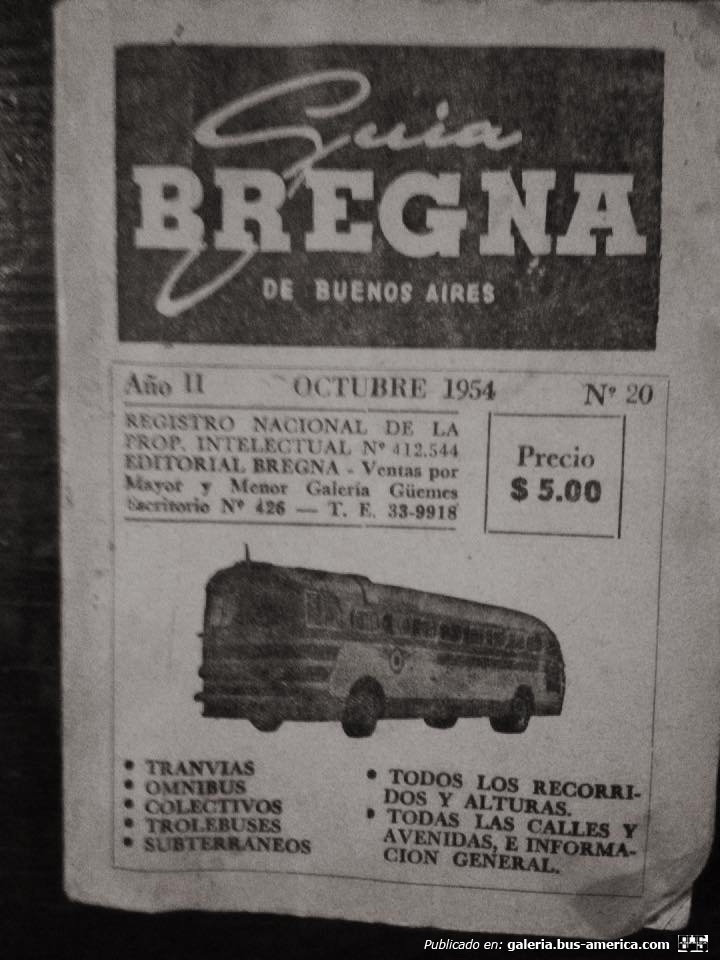 Guia
BREGNA
DE BUENOS AIRES
Año II OCTUBRE 1954 Nº 20
REGISTRO NACIONAL DE LA
PROP. INTELECTUAL Nº 412.544
EDITORIAL BREGNA - Ventas por
Mayor y Menor Galería Güemes
Escritorio Nº 426 — T. E. 33-9918
Precio
$ 5.00
• TRANVIAS
• OMNIBUS
• COLECTIVOS
• TROLEBUSES
• SUBTERRANEOS
• TODOS LOS RECORRI-
DOS Y ALTURAS.
• TODAS LAS CALLES Y
AVENIDAS, E INFORMA-
CION GENERAL.
Publicado en: galeria.bus-america.com